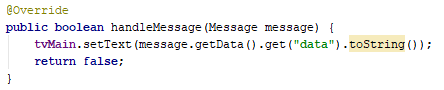 @Override
public boolean handleMessage(Message message) {
    tvMain.setText(message.getData().get("data").toString());
    return false;
}